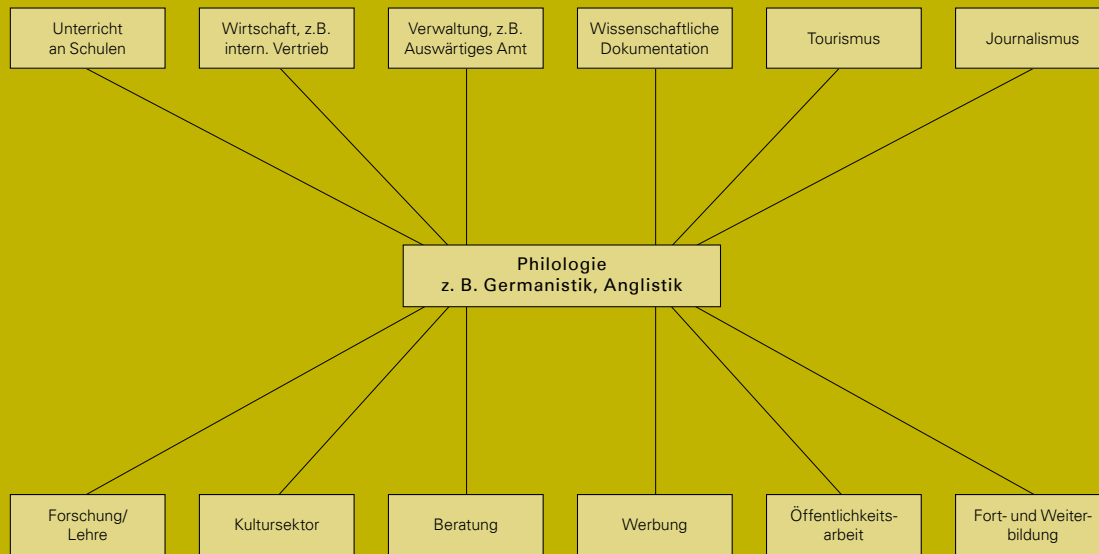 Unterricht
an Schulen
Wirtschaft, z.B.
intern. Vertrieb
Verwaltung, z.B.
Auswärtiges Amt
Wissenschaftliche
Dokumentation
Tourismus
Journalismus
Philologie
z. B. Germanistik, Anglistik
Forschung/
Lehre
Kultursektor
Beratung
Werbung
Öffentlichkeits-
arbeit
Fort- und Weiter-
bildung